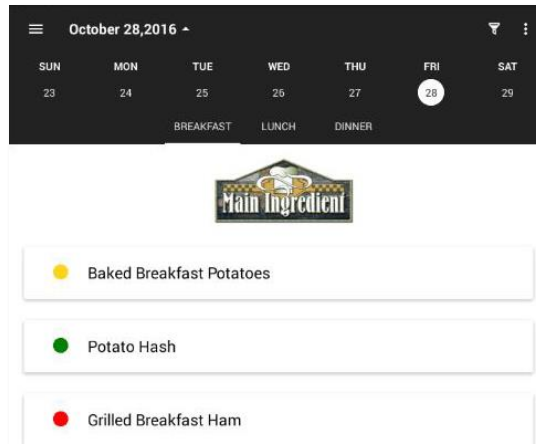 October 28,2016
SUN MON TUE WED THU FRI SAT
23 24 25 26 27 28 29
BREAKFAST LUNCH DINNER
Main Ingredient
Baked Breakfast Potatoes
Potato Hash
Grilled Breakfast Ham